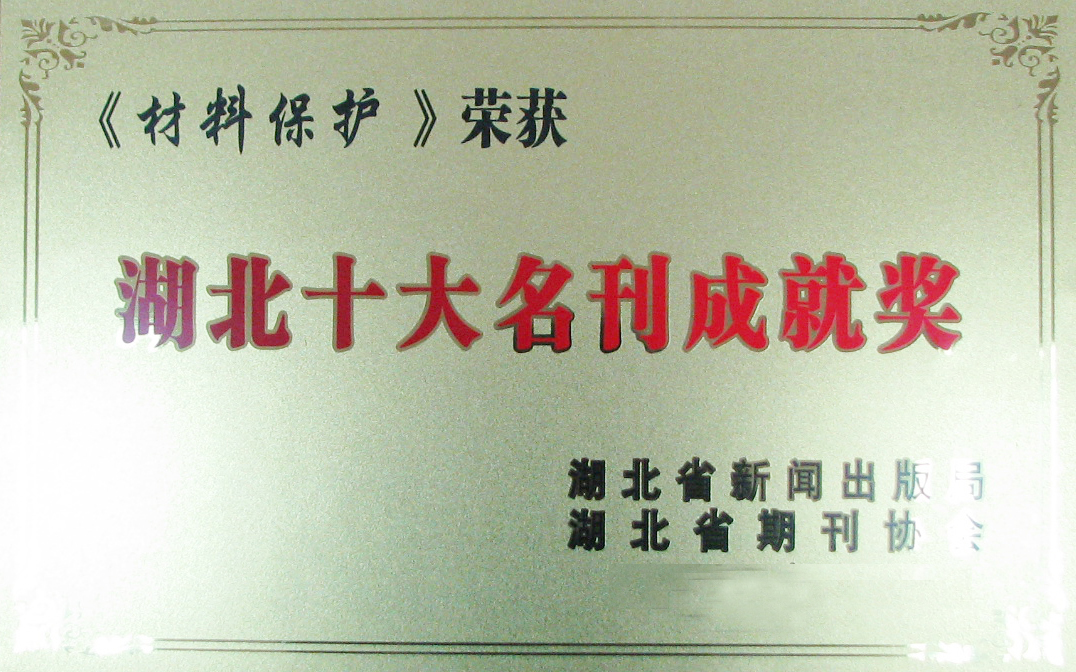 《材料保护》荣获
湖北十大名刊成就奖
湖北省新闻出版局
湖北省期刊协会